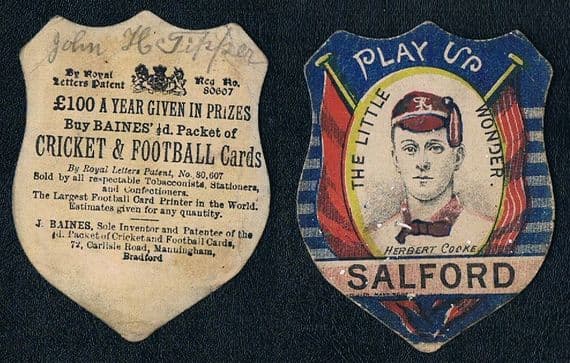 John H Tipper
By Royal
Letters Patent
Reg No.
80607
£100 A YEAR GIVEN IN PRIZES
Buy BAINES' ½d. Packet of
CRICKET & FOOTBALL Cards
By Royal Letters Patent, No. 80,607
Sold by all respectable Tobacconists, Stationers,
and Confectioners.
The Largest Football Card Printer in the World.
Estimates given for any quantity.
J. BAINES, Sole Inventor and Patentee of the
½d. Packet of Cricket and Football Cards,
72, Carlisle Road, Manningham,
Bradford
PLAY UP
THE LITTLE
WONDER.
HERBERT COOKE
SALFORD